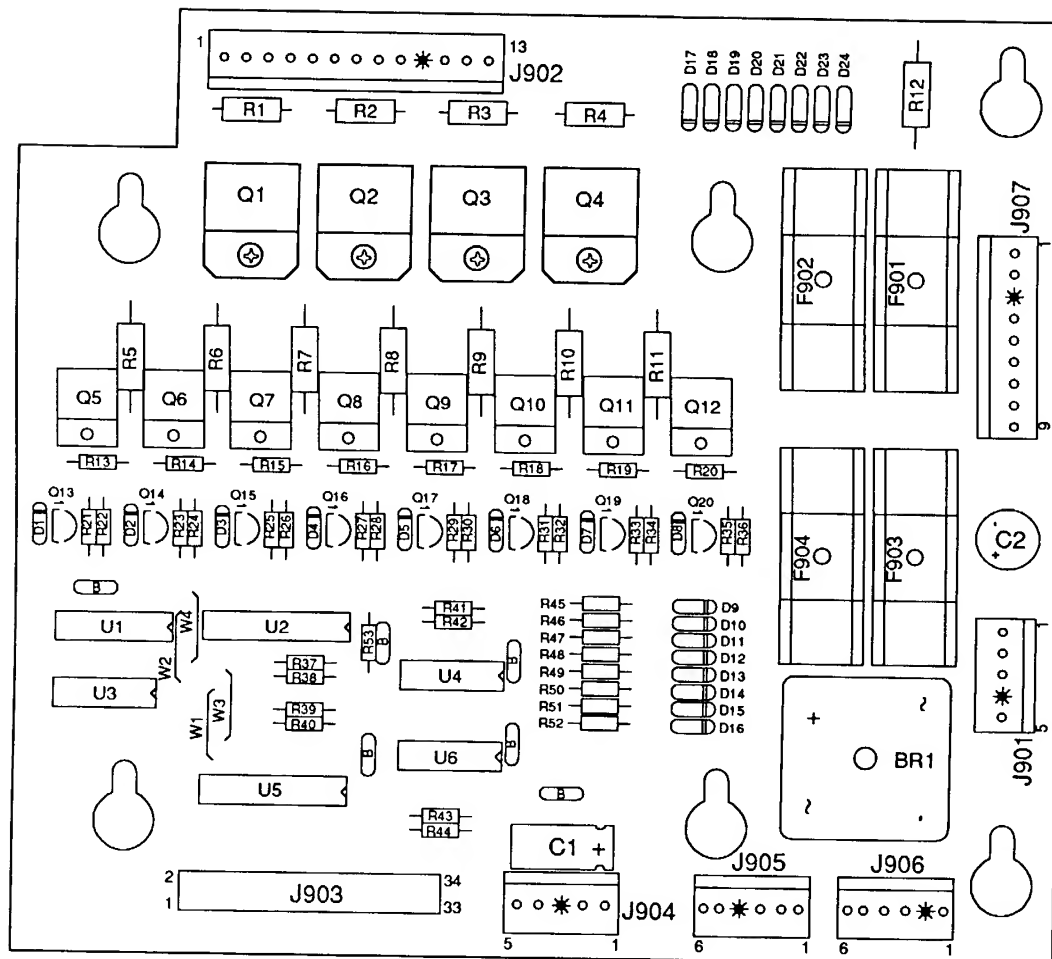 1 13
J902
D17 D18 D19 D20 D21 D22 D23 D24
R12
R1 R2 R3 R4
Q1 Q2 Q3 Q4
J907
1
9
F902 F901
R5 R6 R7 R8 R9 R10 R11
Q5 Q6 Q7 Q8 Q9 Q10 Q11 Q12
R13 R14 R15 R16 R17 R18 R19 R20
Q13 Q14 Q15 Q16 Q17 Q18 Q19 Q20
D1 R21 R22 D2 R23 R24 D3 R25 R26 D4 R27 R28 D5 R29 R30 D6 R31 R32 D7 R33 R34 D8 R35 R36
F904 F903
- C2 +
B
U1 W2 W4 U2 R53 B
R41
R42
R45
R46
R47
R48
R49
R50
R51
R52
D9
D10
D11
D12
D13
D14
D15
D16
U3
R37
R38
U4 B
W1 W3
R39
R40
B
U6 B
U5
B
R43
R44
1
5
J901
+ ~
BR1
~ -
C1 +
2 34
J903
1 33
J904
5 1
J905
6 1
J906
6 1